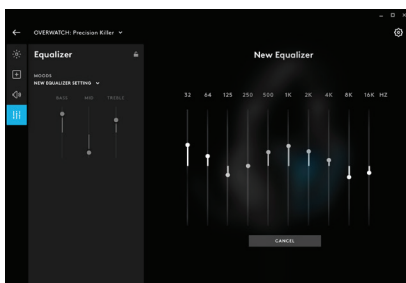 OVERWATCH: Precision Killer
Equalizer
MOODS
NEW EQUALIZER SETTING
BASS MID TREBLE
New Equalizer
32 64 125 250 500 1K 2K 4K 8K 16K HZ
CANCEL